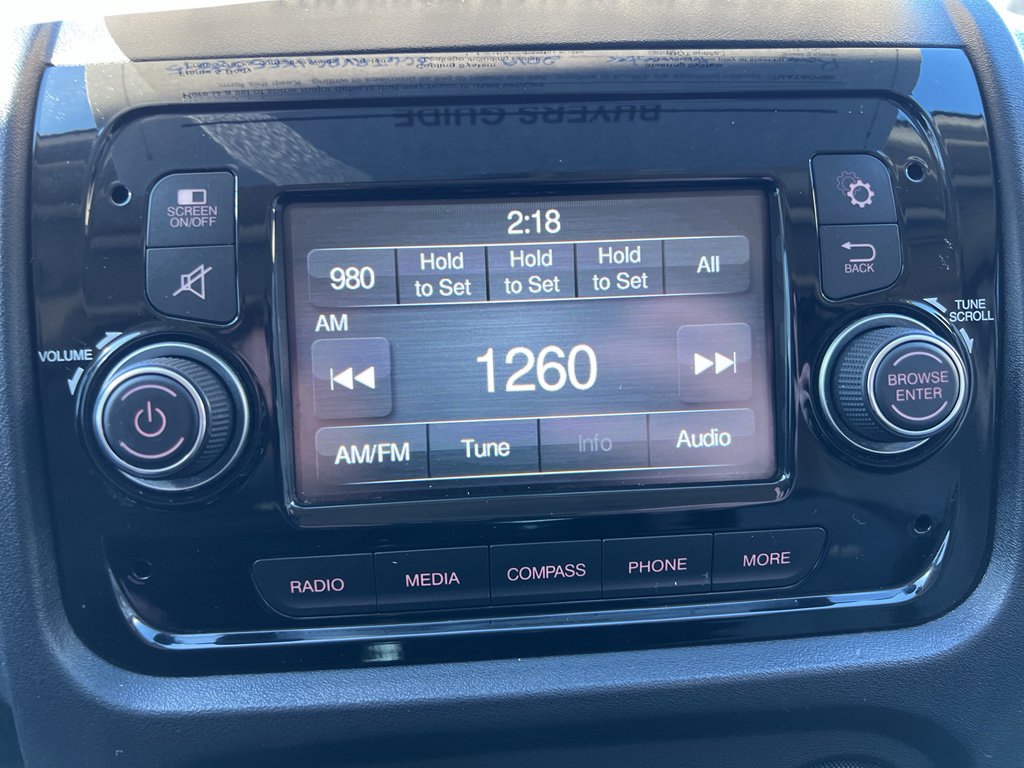 BUYERS GUIDE
SCREEN
ON/OFF
VOLUME
2:18
980
Hold
to Set
Hold
to Set
Hold
to Set
All
AM
1260
AM/FM
Tune
Info
Audio
BACK
TUNE
SCROLL
BROWSE
ENTER
RADIO
MEDIA
COMPASS
PHONE
MORE